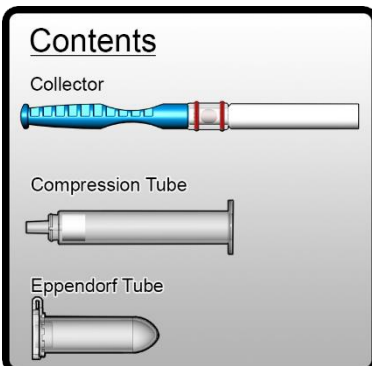 Contents
Collector
Compression Tube
Eppendorf Tube